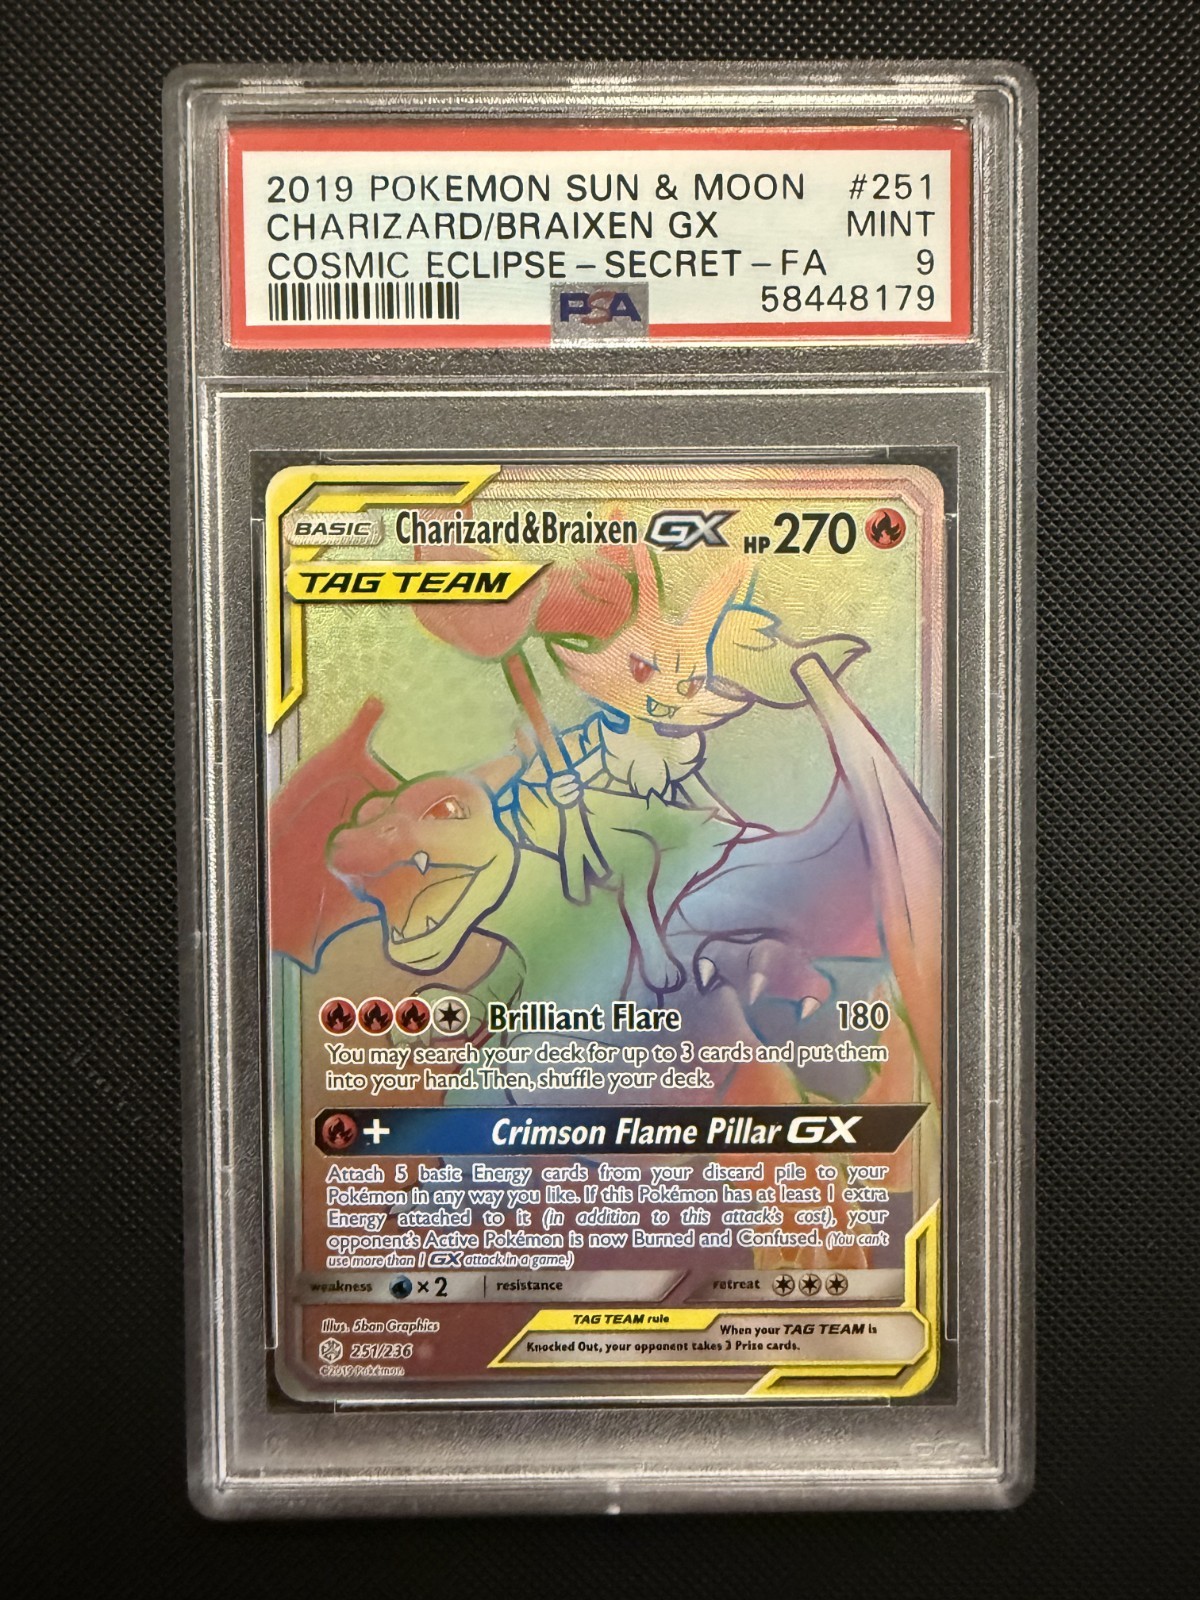 2019 POKEMON SUN & MOON #251
CHARIZARD/BRAIXEN GX MINT
COSMIC ECLIPSE - SECRET - FA 9
PSA 58448179
BASIC Charizard&Braixen GX HP 270
TAG TEAM
Brilliant Flare 180
You may search your deck for up to 3 cards and put them
into your hand. Then, shuffle your deck.
+ Crimson Flame Pillar GX
Attach 5 basic Energy cards from your discard pile to your
Pokémon in any way you like. If this Pokémon has at least 1 extra
Energy attached to it (in addition to this attack's cost), your
opponent's Active Pokémon is now Burned and Confused. (You can't
use more than 1 GX attack in a game.)
weakness ×2 resistance retreat
Illus. 5ban Graphics
TAG TEAM rule
When your TAG TEAM is
Knocked Out, your opponent takes 3 Prize cards.
251/236
©2019 Pokémon